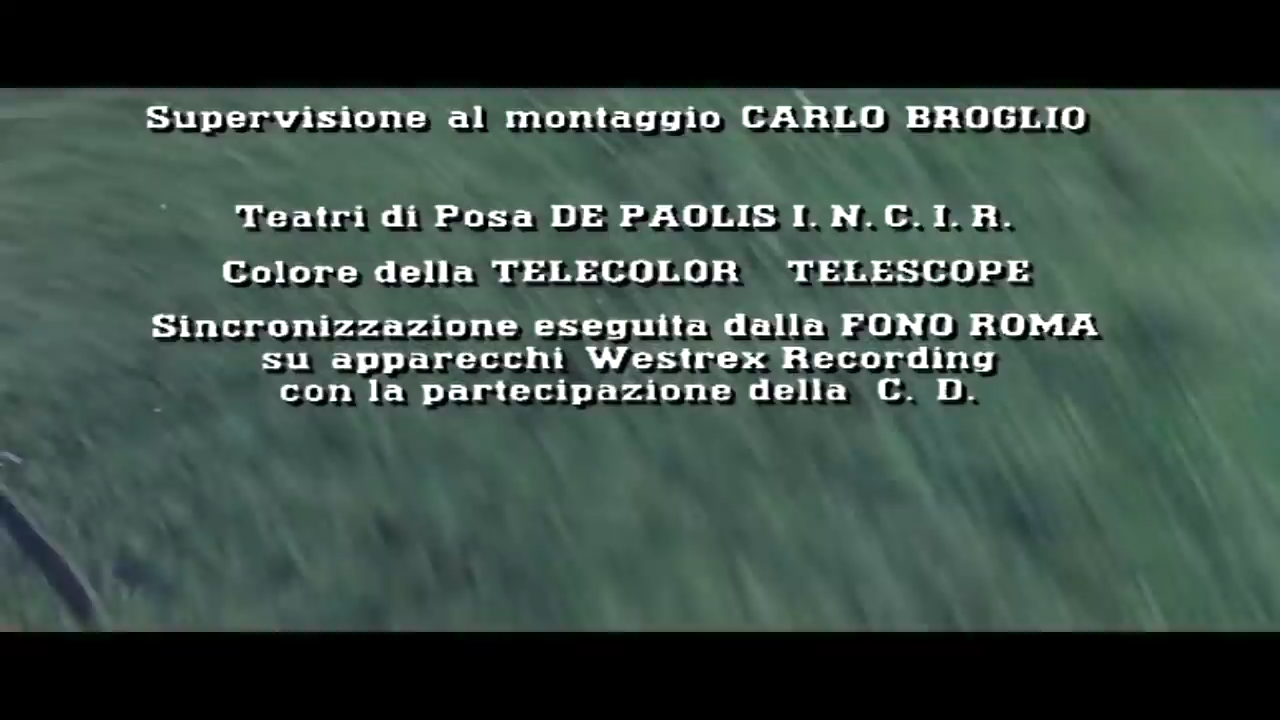 Supervisione al montaggio CARLO BROGLIO
Teatri di Posa DE PAOLIS I. N. C. I. R.
Colore della TELECOLOR TELESCOPE
Sincronizzazione eseguita dalla FONO ROMA
su apparecchi Westrex Recording
con la partecipazione della C. D.